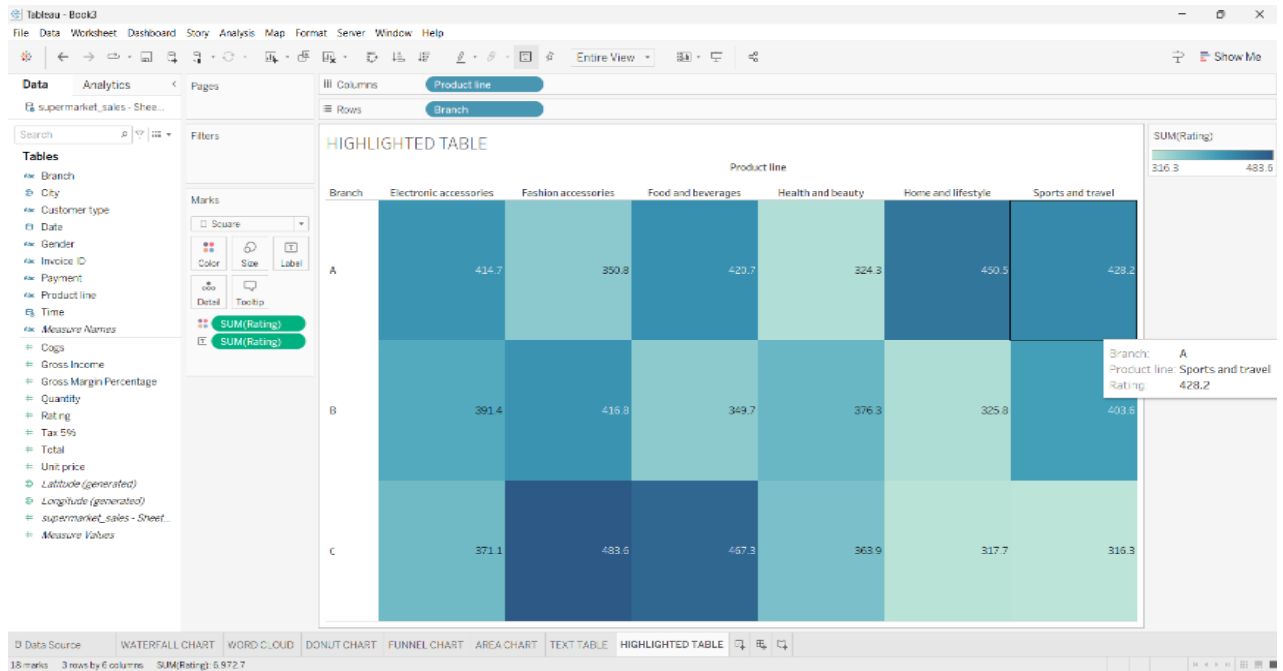 Tableau - Book3
File Data Worksheet Dashboard Story Analysis Map Format Server Window Help
Entire View
Show Me
Data Analytics
supermarket_sales - Shee...
Search
Tables
Abc Branch
City
Abc Customer type
Date
Abc Gender
Abc Invoice ID
Abc Payment
Abc Product line
Time
Abc Measure Names
Cogs
Gross Income
Gross Margin Percentage
Quantity
Rating
Tax 5%
Total
Unit price
Latitude (generated)
Longitude (generated)
supermarket_sales - Sheet...
Measure Values
Pages
Filters
Marks
Square
Color Size Label
Detail Tooltip
SUM(Rating)
SUM(Rating)
Columns Product line
Rows Branch
HIGHLIGHTED TABLE
Product line
Branch Electronic accessories Fashion accessories Food and beverages Health and beauty Home and lifestyle Sports and travel
A 414.7 350.8 420.7 324.3 450.5 428.2
B 391.4 416.8 349.7 376.3 325.8 403.6
C 371.1 483.6 467.3 363.9 317.7 316.3
Branch: A
Product line: Sports and travel
Rating: 428.2
SUM(Rating)
316.3 483.6
Data Source WATERFALL CHART WORD CLOUD DONUT CHART FUNNEL CHART AREA CHART TEXT TABLE HIGHLIGHTED TABLE
18 marks 3 rows by 6 columns SUM(Rating): 6,972.7